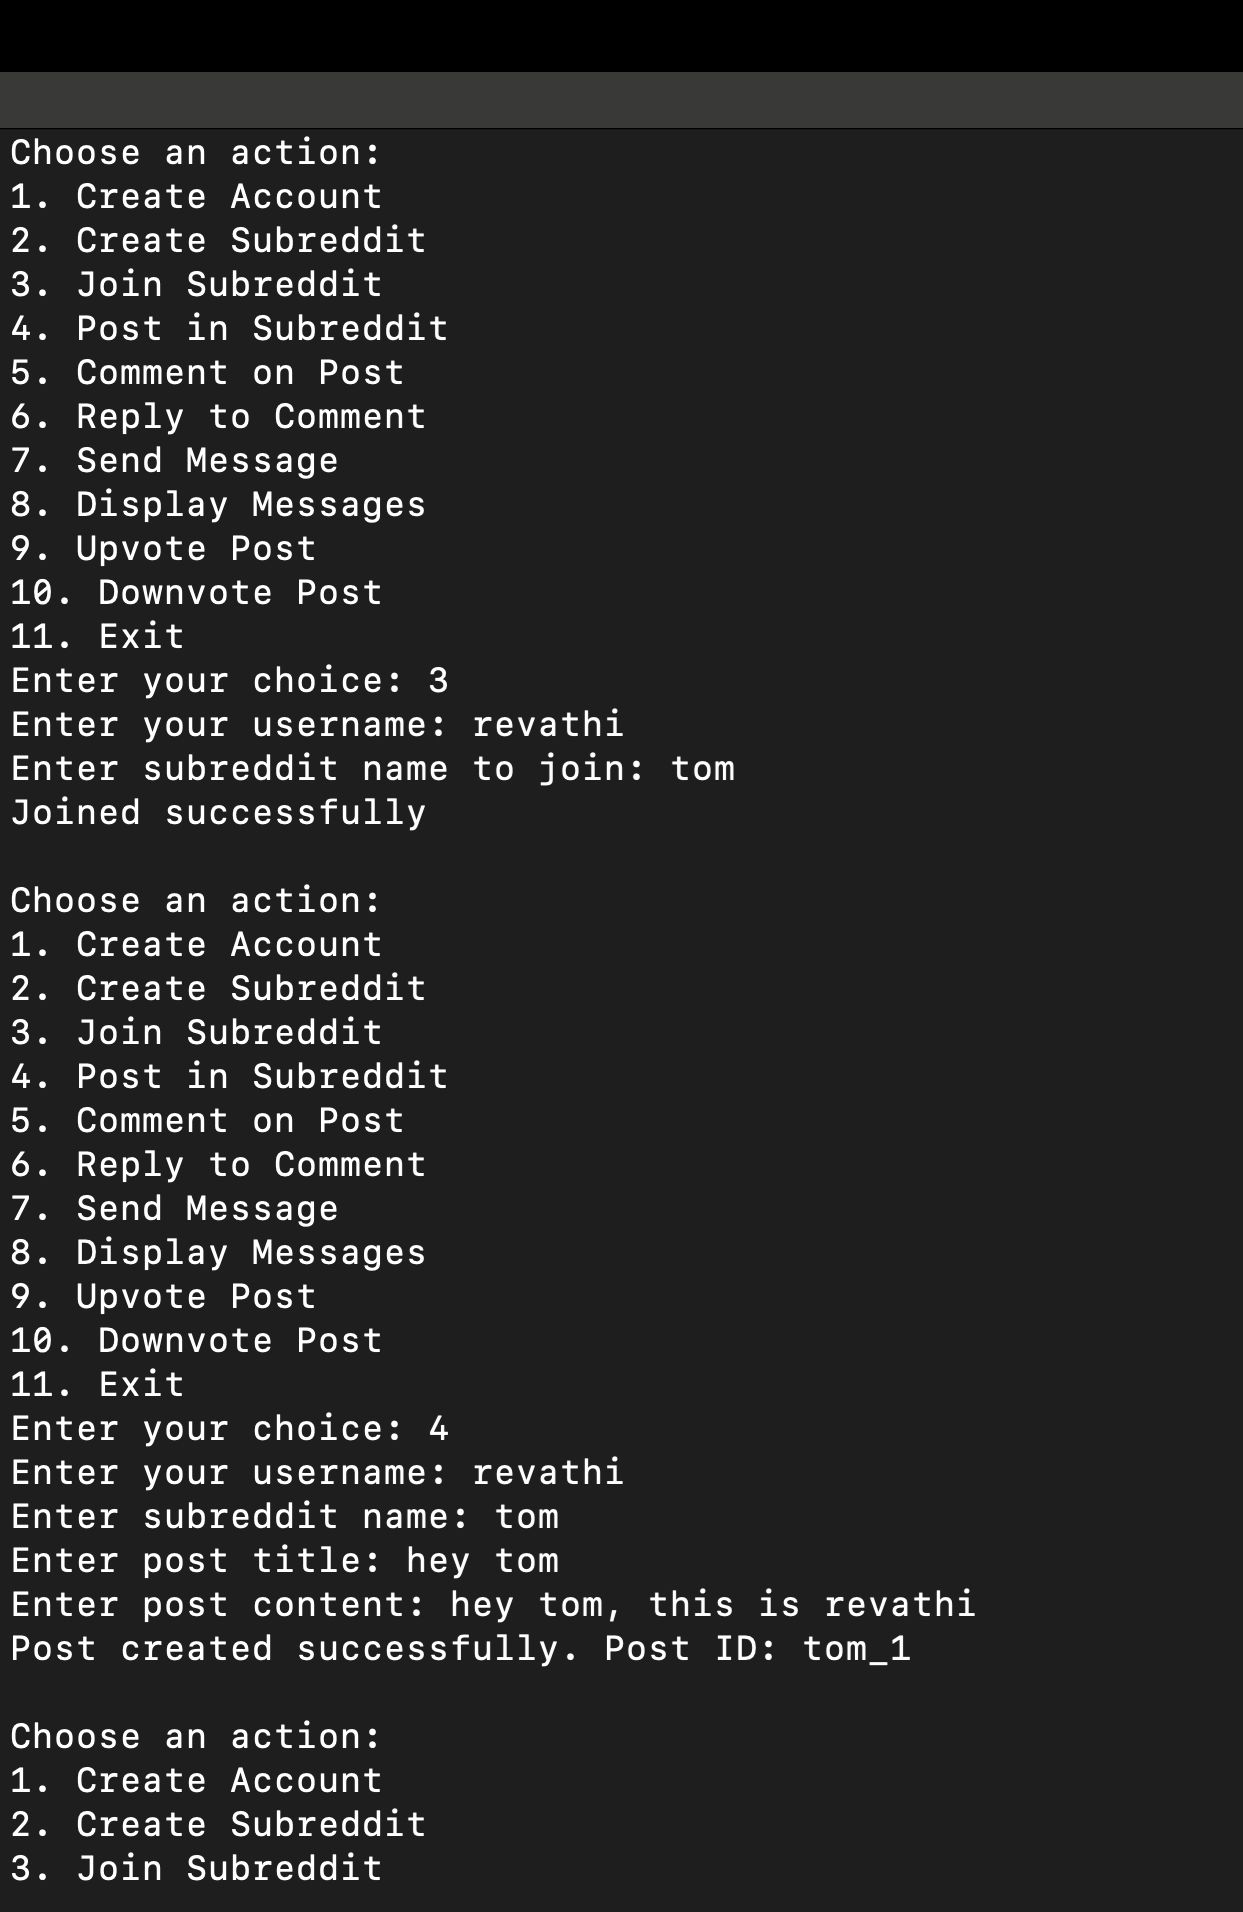 Choose an action:
1. Create Account
2. Create Subreddit
3. Join Subreddit
4. Post in Subreddit
5. Comment on Post
6. Reply to Comment
7. Send Message
8. Display Messages
9. Upvote Post
10. Downvote Post
11. Exit
Enter your choice: 3
Enter your username: revathi
Enter subreddit name to join: tom
Joined successfully
Choose an action:
1. Create Account
2. Create Subreddit
3. Join Subreddit
4. Post in Subreddit
5. Comment on Post
6. Reply to Comment
7. Send Message
8. Display Messages
9. Upvote Post
10. Downvote Post
11. Exit
Enter your choice: 4
Enter your username: revathi
Enter subreddit name: tom
Enter post title: hey tom
Enter post content: hey tom, this is revathi
Post created successfully. Post ID: tom_1
Choose an action:
1. Create Account
2. Create Subreddit
3. Join Subreddit